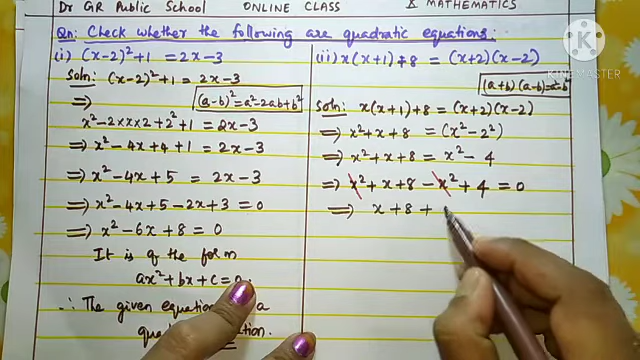 Dr GR Public School ONLINE CLASS X MATHEMATICS
Qn: Check whether the following are quadratic equations.
(i) (x-2)²+1 = 2x-3
Soln: (x-2)²+1 = 2x-3
⇒ (a-b)² = a²-2ab+b²
x²-2×x×2+2²+1 = 2x-3
⇒ x²-4x+4+1 = 2x-3
⇒ x²-4x+5 = 2x-3
⇒ x²-4x+5-2x+3 = 0
⇒ x²-6x+8 = 0
It is of the form
ax²+bx+c=0.
∴ The given equation a
(ii) x(x+1)+8 = (x+2)(x-2)
(a+b)(a-b)=a²-b²
Soln: x(x+1)+8 = (x+2)(x-2)
⇒ x²+x+8 = (x²-2²)
⇒ x²+x+8 = x²-4
⇒ x²+x+8-x²+4 = 0
⇒ x+8+
KINEMASTER